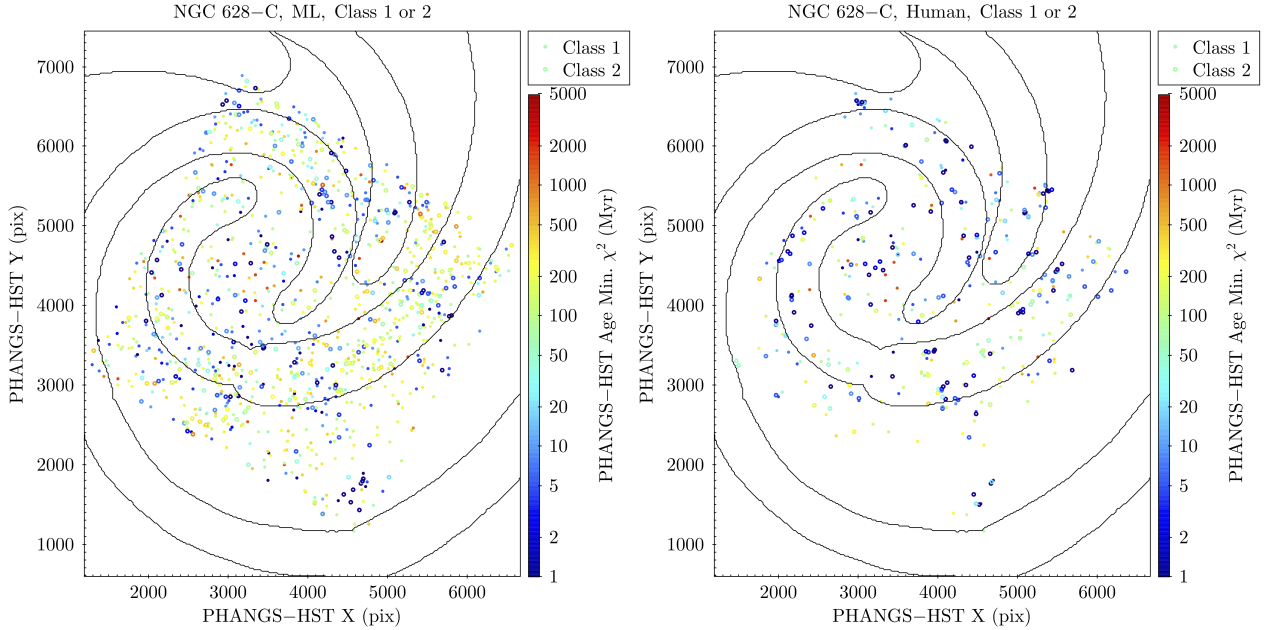 NGC 628−C, ML, Class 1 or 2
Class 1
Class 2
7000
6000
5000
4000
3000
2000
1000
PHANGS−HST Y (pix)
2000 3000 4000 5000 6000
PHANGS−HST X (pix)
5000
2000
1000
500
200
100
50
20
10
5
2
1
PHANGS−HST Age Min. χ² (Myr)
NGC 628−C, Human, Class 1 or 2
Class 1
Class 2
7000
6000
5000
4000
3000
2000
1000
PHANGS−HST Y (pix)
2000 3000 4000 5000 6000
PHANGS−HST X (pix)
5000
2000
1000
500
200
100
50
20
10
5
2
1
PHANGS−HST Age Min. χ² (Myr)